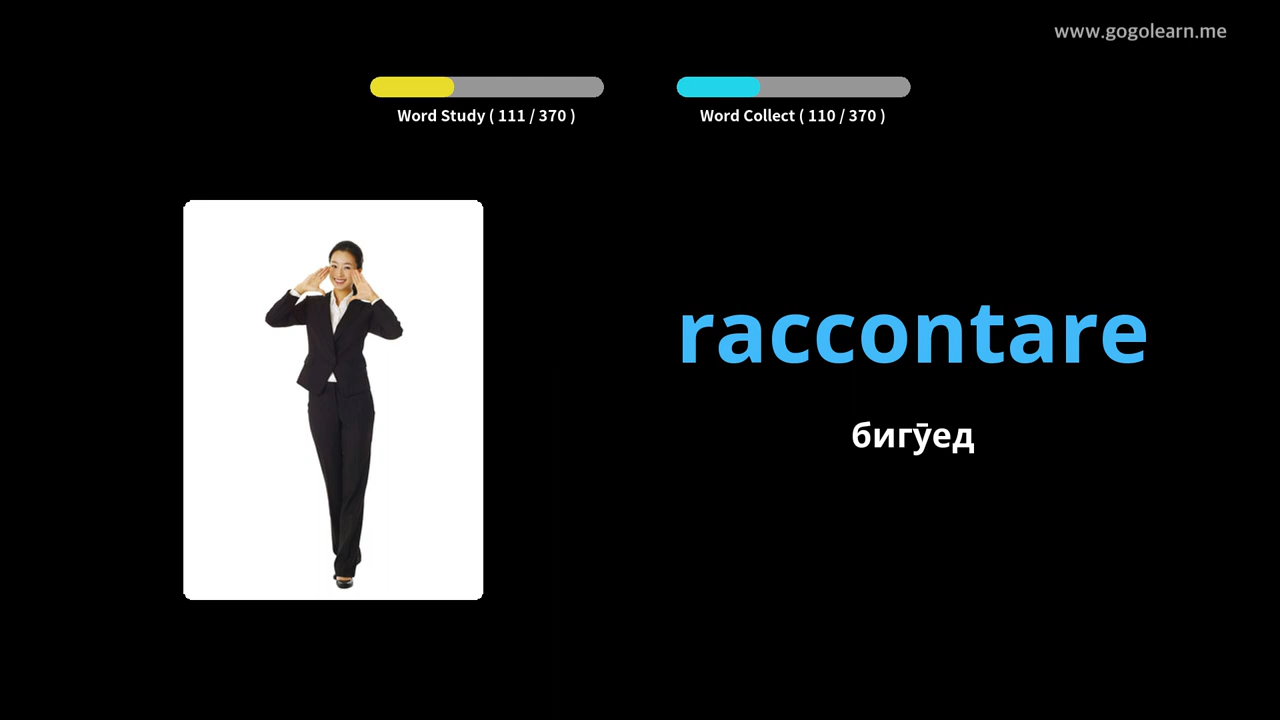 www.gogolearn.me
Word Study ( 111 / 370 )
Word Collect ( 110 / 370 )
raccontare
бигӯед